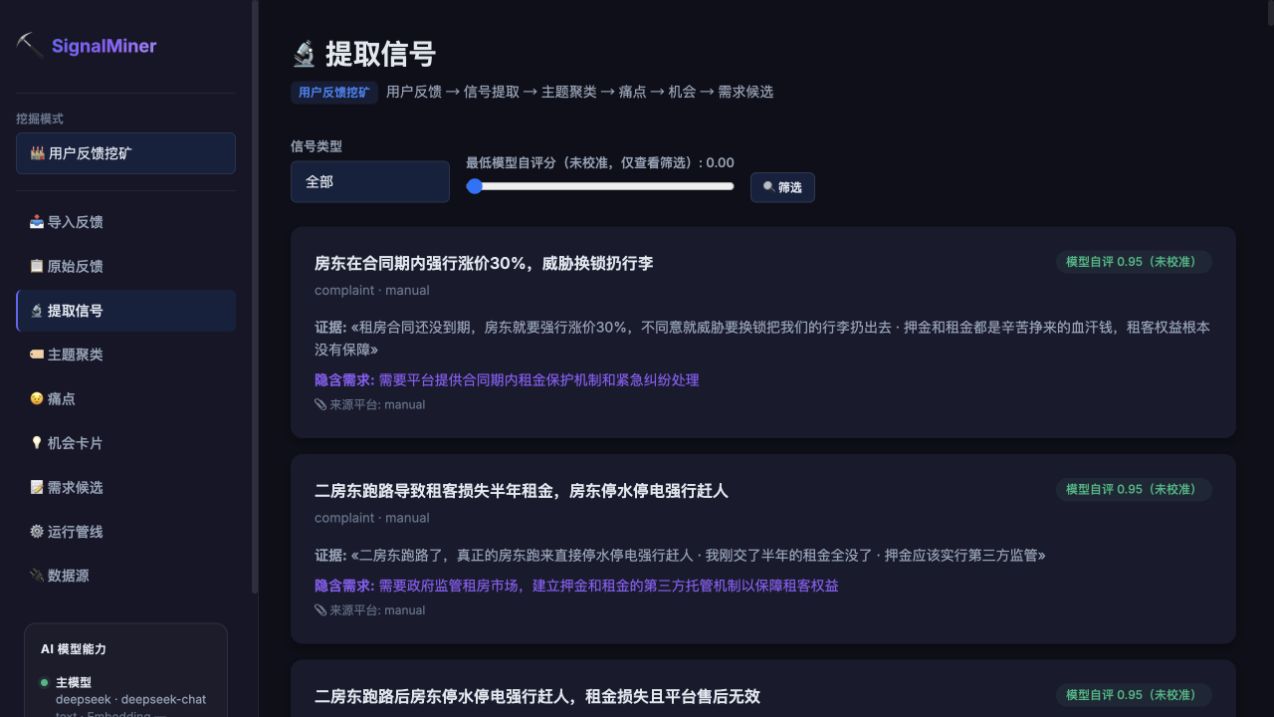 SignalMiner
挖掘模式
用户反馈挖矿
导入反馈
原始反馈
提取信号
主题聚类
痛点
机会卡片
需求候选
运行管线
数据源
AI 模型能力
主模型
deepseek · deepseek-chat
text · Embedding —
提取信号
用户反馈挖矿 用户反馈 → 信号提取 → 主题聚类 → 痛点 → 机会 → 需求候选
信号类型
全部
最低模型自评分（未校准，仅查看筛选）: 0.00
筛选
房东在合同期内强行涨价30%，威胁换锁扔行李
模型自评 0.95（未校准）
complaint · manual
证据: «租房合同还没到期，房东就要强行涨价30%，不同意就威胁要换锁把我们的行李扔出去 · 押金和租金都是辛苦挣来的血汗钱，租客权益根本
没有保障»
隐含需求: 需要平台提供合同期内租金保护机制和紧急纠纷处理
来源平台: manual
二房东跑路导致租客损失半年租金，房东停水停电强行赶人
模型自评 0.95（未校准）
complaint · manual
证据: «二房东跑路了，真正的房东跑来直接停水停电强行赶人 · 我刚交了半年的租金全没了 · 押金应该实行第三方监管»
隐含需求: 需要政府监管租房市场，建立押金和租金的第三方托管机制以保障租客权益
来源平台: manual
二房东跑路后房东停水停电强行赶人，租金损失且平台售后无效
模型自评 0.95（未校准）